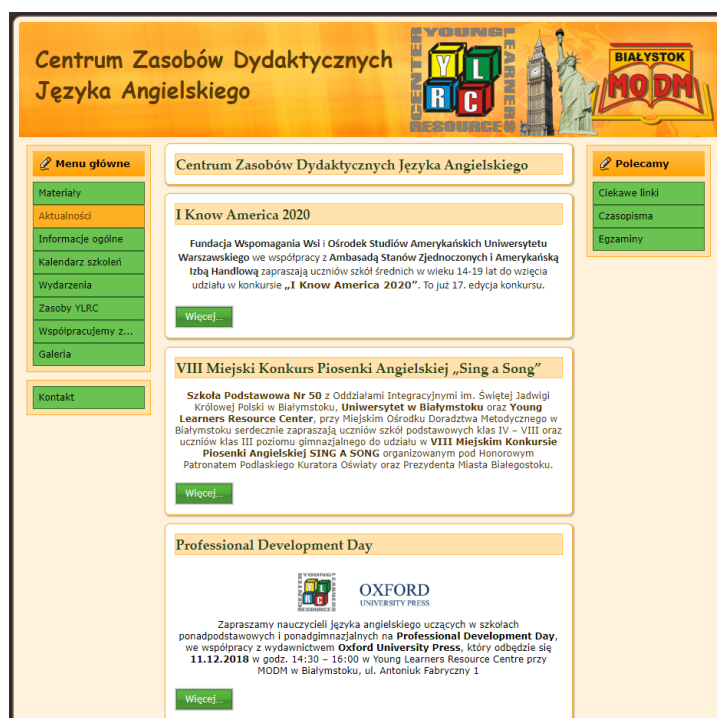 Centrum Zasobów Dydaktycznych
Języka Angielskiego
YOUNG
LEARNERS
CENTER
RESOURCES
Y L
R C
BIAŁYSTOK
MODM
Menu główne
Materiały
Aktualności
Informacje ogólne
Kalendarz szkoleń
Wydarzenia
Zasoby YLRC
Współpracujemy z...
Galeria
Kontakt
Centrum Zasobów Dydaktycznych Języka Angielskiego
I Know America 2020
Fundacja Wspomagania Wsi i Ośrodek Studiów Amerykańskich Uniwersytetu
Warszawskiego we współpracy z Ambasadą Stanów Zjednoczonych i Amerykańską
Izbą Handlową zapraszają uczniów szkół średnich w wieku 14-19 lat do wzięcia
udziału w konkursie „I Know America 2020”. To już 17. edycja konkursu.
Więcej...
VIII Miejski Konkurs Piosenki Angielskiej „Sing a Song”
Szkoła Podstawowa Nr 50 z Oddziałami Integracyjnymi im. Świętej Jadwigi
Królowej Polski w Białymstoku, Uniwersytet w Białymstoku oraz Young
Learners Resource Center, przy Miejskim Ośrodku Doradztwa Metodycznego w
Białymstoku serdecznie zapraszają uczniów szkół podstawowych klas IV – VIII oraz
uczniów klas III poziomu gimnazjalnego do udziału w VIII Miejskim Konkursie
Piosenki Angielskiej SING A SONG organizowanym pod Honorowym
Patronatem Podlaskiego Kuratora Oświaty oraz Prezydenta Miasta Białegostoku.
Więcej...
Professional Development Day
YOUNG
LEARNERS
CENTER
RESOURCES
Y L
R C
OXFORD
UNIVERSITY PRESS
Zapraszamy nauczycieli języka angielskiego uczących w szkołach
ponadpodstawowych i ponadgimnazjalnych na Professional Development Day,
we współpracy z wydawnictwem Oxford University Press, który odbędzie się
11.12.2018 w godz. 14:30 – 16:00 w Young Learners Resource Centre przy
MODM w Białymstoku, ul. Antoniuk Fabryczny 1
Więcej...
Polecamy
Ciekawe linki
Czasopisma
Egzaminy